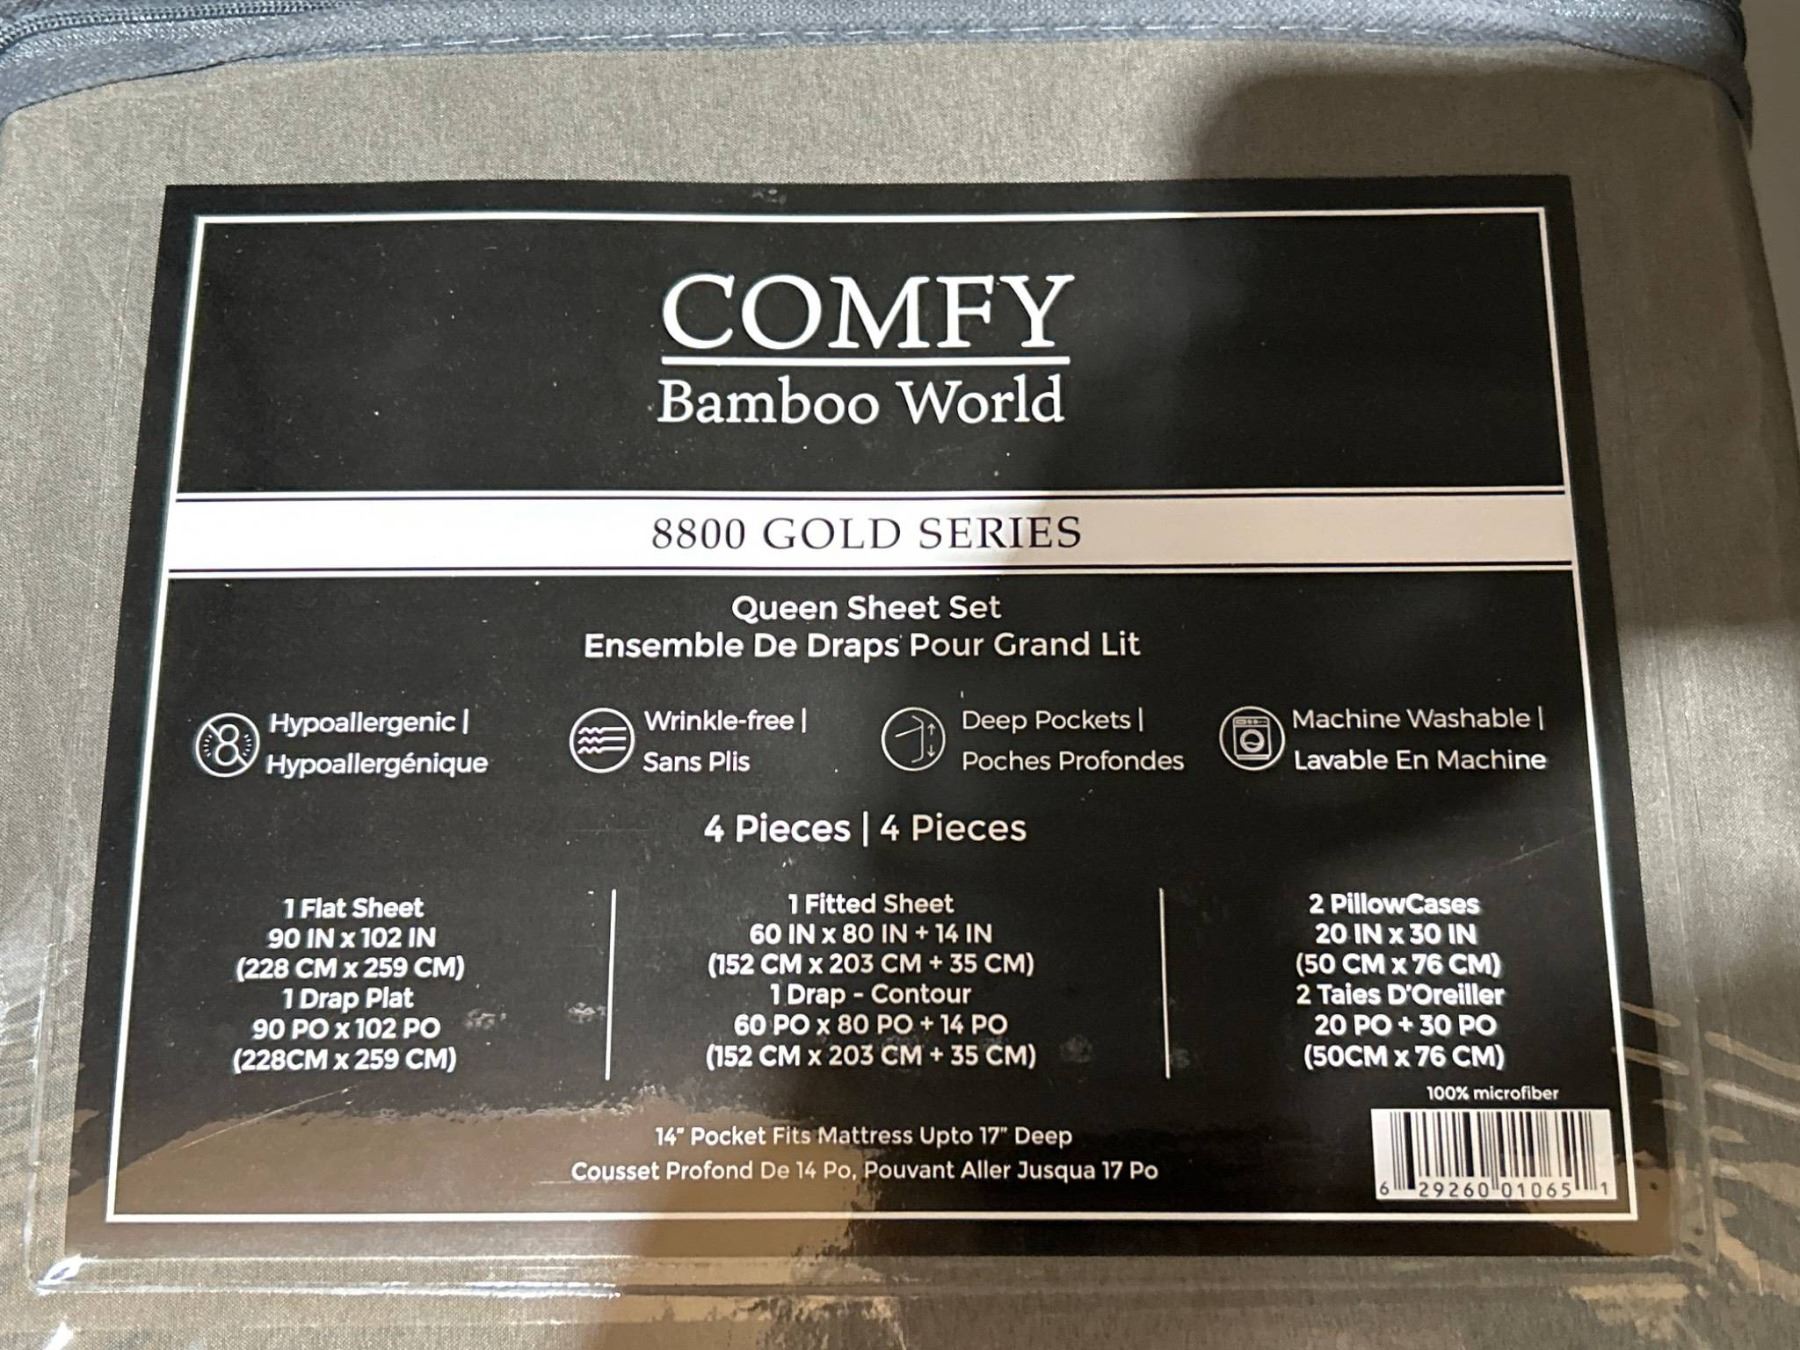 COMFY
Bamboo World
8800 GOLD SERIES
Queen Sheet Set
Ensemble De Draps Pour Grand Lit
Hypoallergenic |
Hypoallergénique
Wrinkle-free |
Sans Plis
Deep Pockets |
Poches Profondes
Machine Washable |
Lavable En Machine
4 Pieces | 4 Pieces
1 Flat Sheet
90 IN x 102 IN
(228 CM x 259 CM)
1 Drap Plat
90 PO x 102 PO
(228CM x 259 CM)
1 Fitted Sheet
60 IN x 80 IN + 14 IN
(152 CM x 203 CM + 35 CM)
1 Drap - Contour
60 PO x 80 PO + 14 PO
(152 CM x 203 CM + 35 CM)
2 PillowCases
20 IN x 30 IN
(50 CM x 76 CM)
2 Taies D'Oreiller
20 PO + 30 PO
(50CM x 76 CM)
100% microfiber
14" Pocket Fits Mattress Upto 17" Deep
Cousset Profond De 14 Po, Pouvant Aller Jusqua 17 Po
6 29260 01065 1